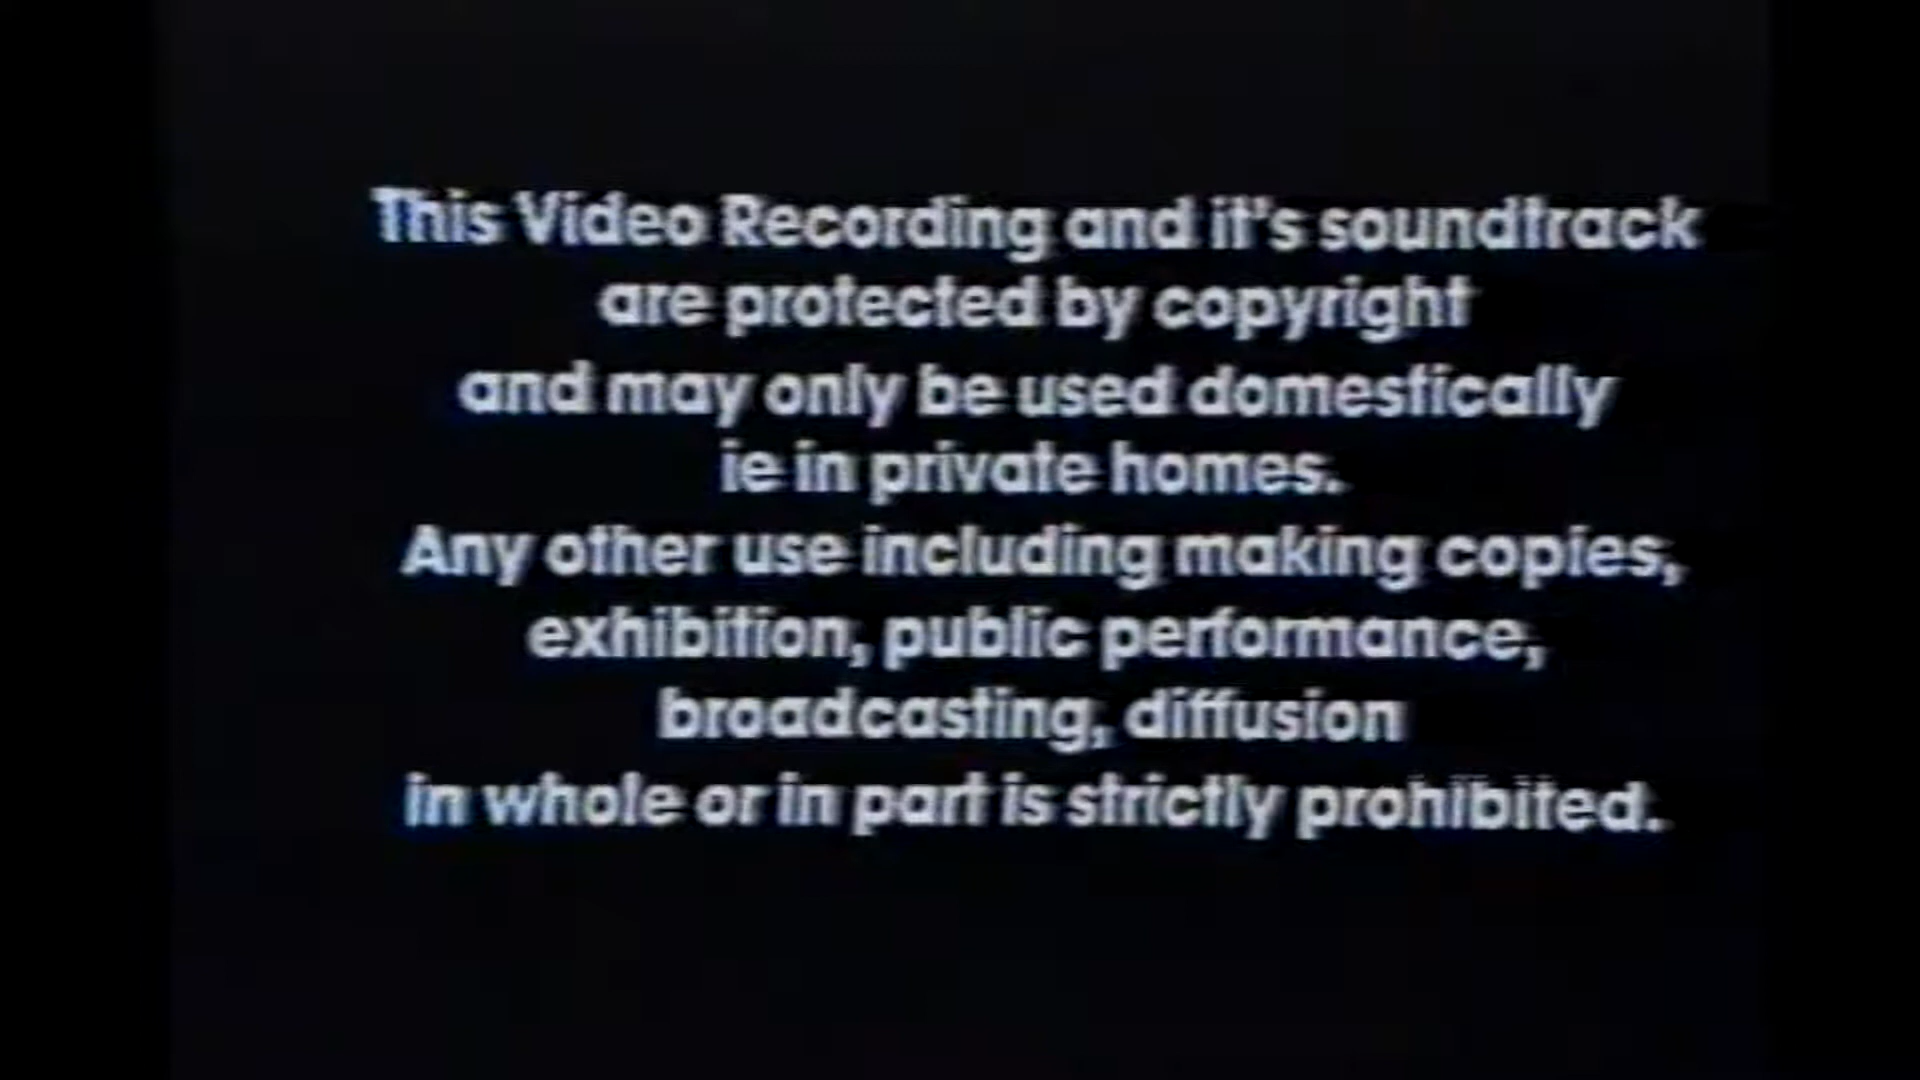 This Video Recording and it's soundtrack
are protected by copyright
and may only be used domestically
ie in private homes.
Any other use including making copies,
exhibition, public performance,
broadcasting, diffusion
in whole or in part is strictly prohibited.